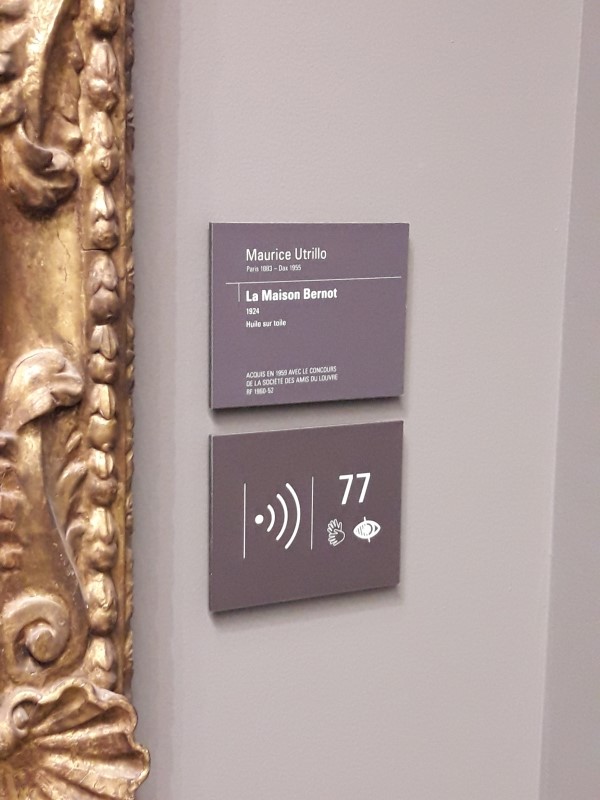 Maurice Utrillo
Paris 1883 – Dax 1955
La Maison Bernot
1924
Huile sur toile
ACQUIS EN 1959 AVEC LE CONCOURS
DE LA SOCIÉTÉ DES AMIS DU LOUVRE
RF 1960-52
77